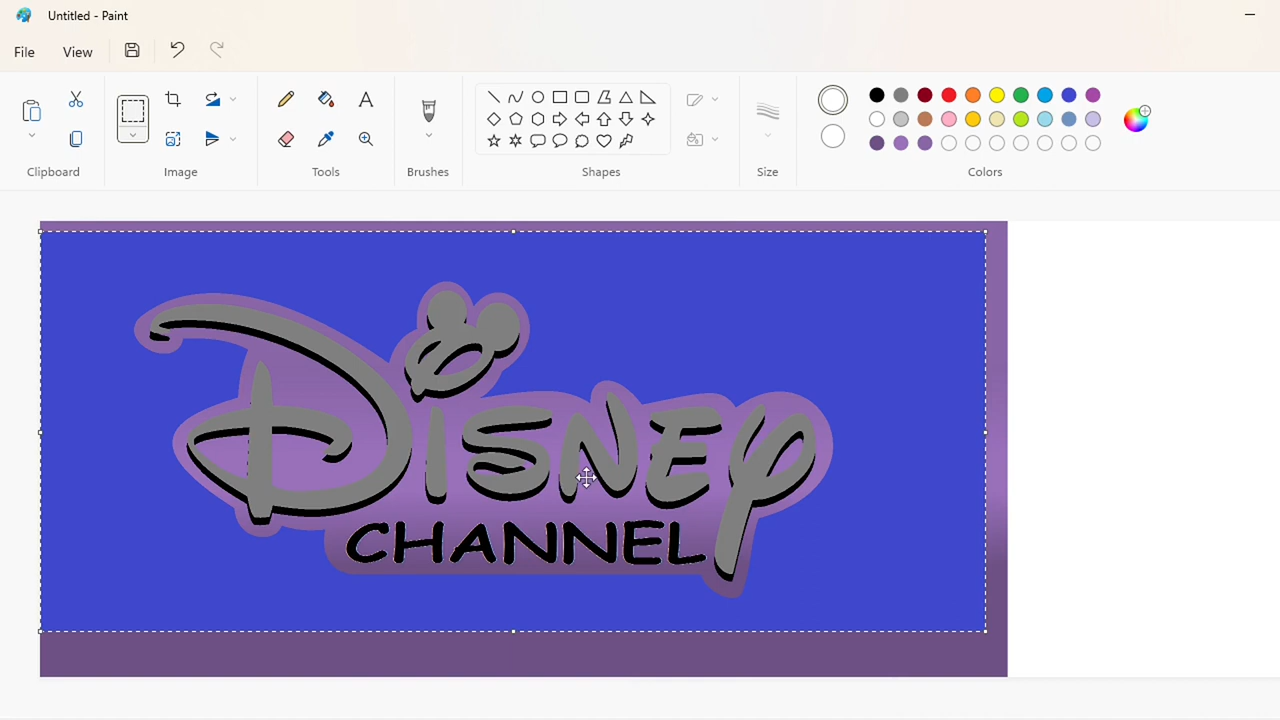 Untitled - Paint
File View
Clipboard Image Tools Brushes Shapes Size Colors
Disney
CHANNEL